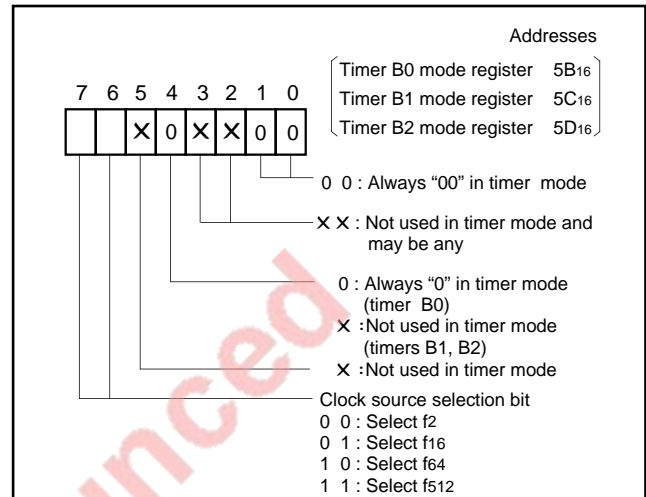 Addresses
Timer B0 mode register 5B16
Timer B1 mode register 5C16
Timer B2 mode register 5D16
7 6 5 4 3 2 1 0
X 0 X X 0 0
0 0 : Always “00” in timer mode
X X : Not used in timer mode and
may be any
0 : Always “0” in timer mode
(timer B0)
X : Not used in timer mode
(timers B1, B2)
X : Not used in timer mode
Clock source selection bit
0 0 : Select f2
0 1 : Select f16
1 0 : Select f64
1 1 : Select f512
unced